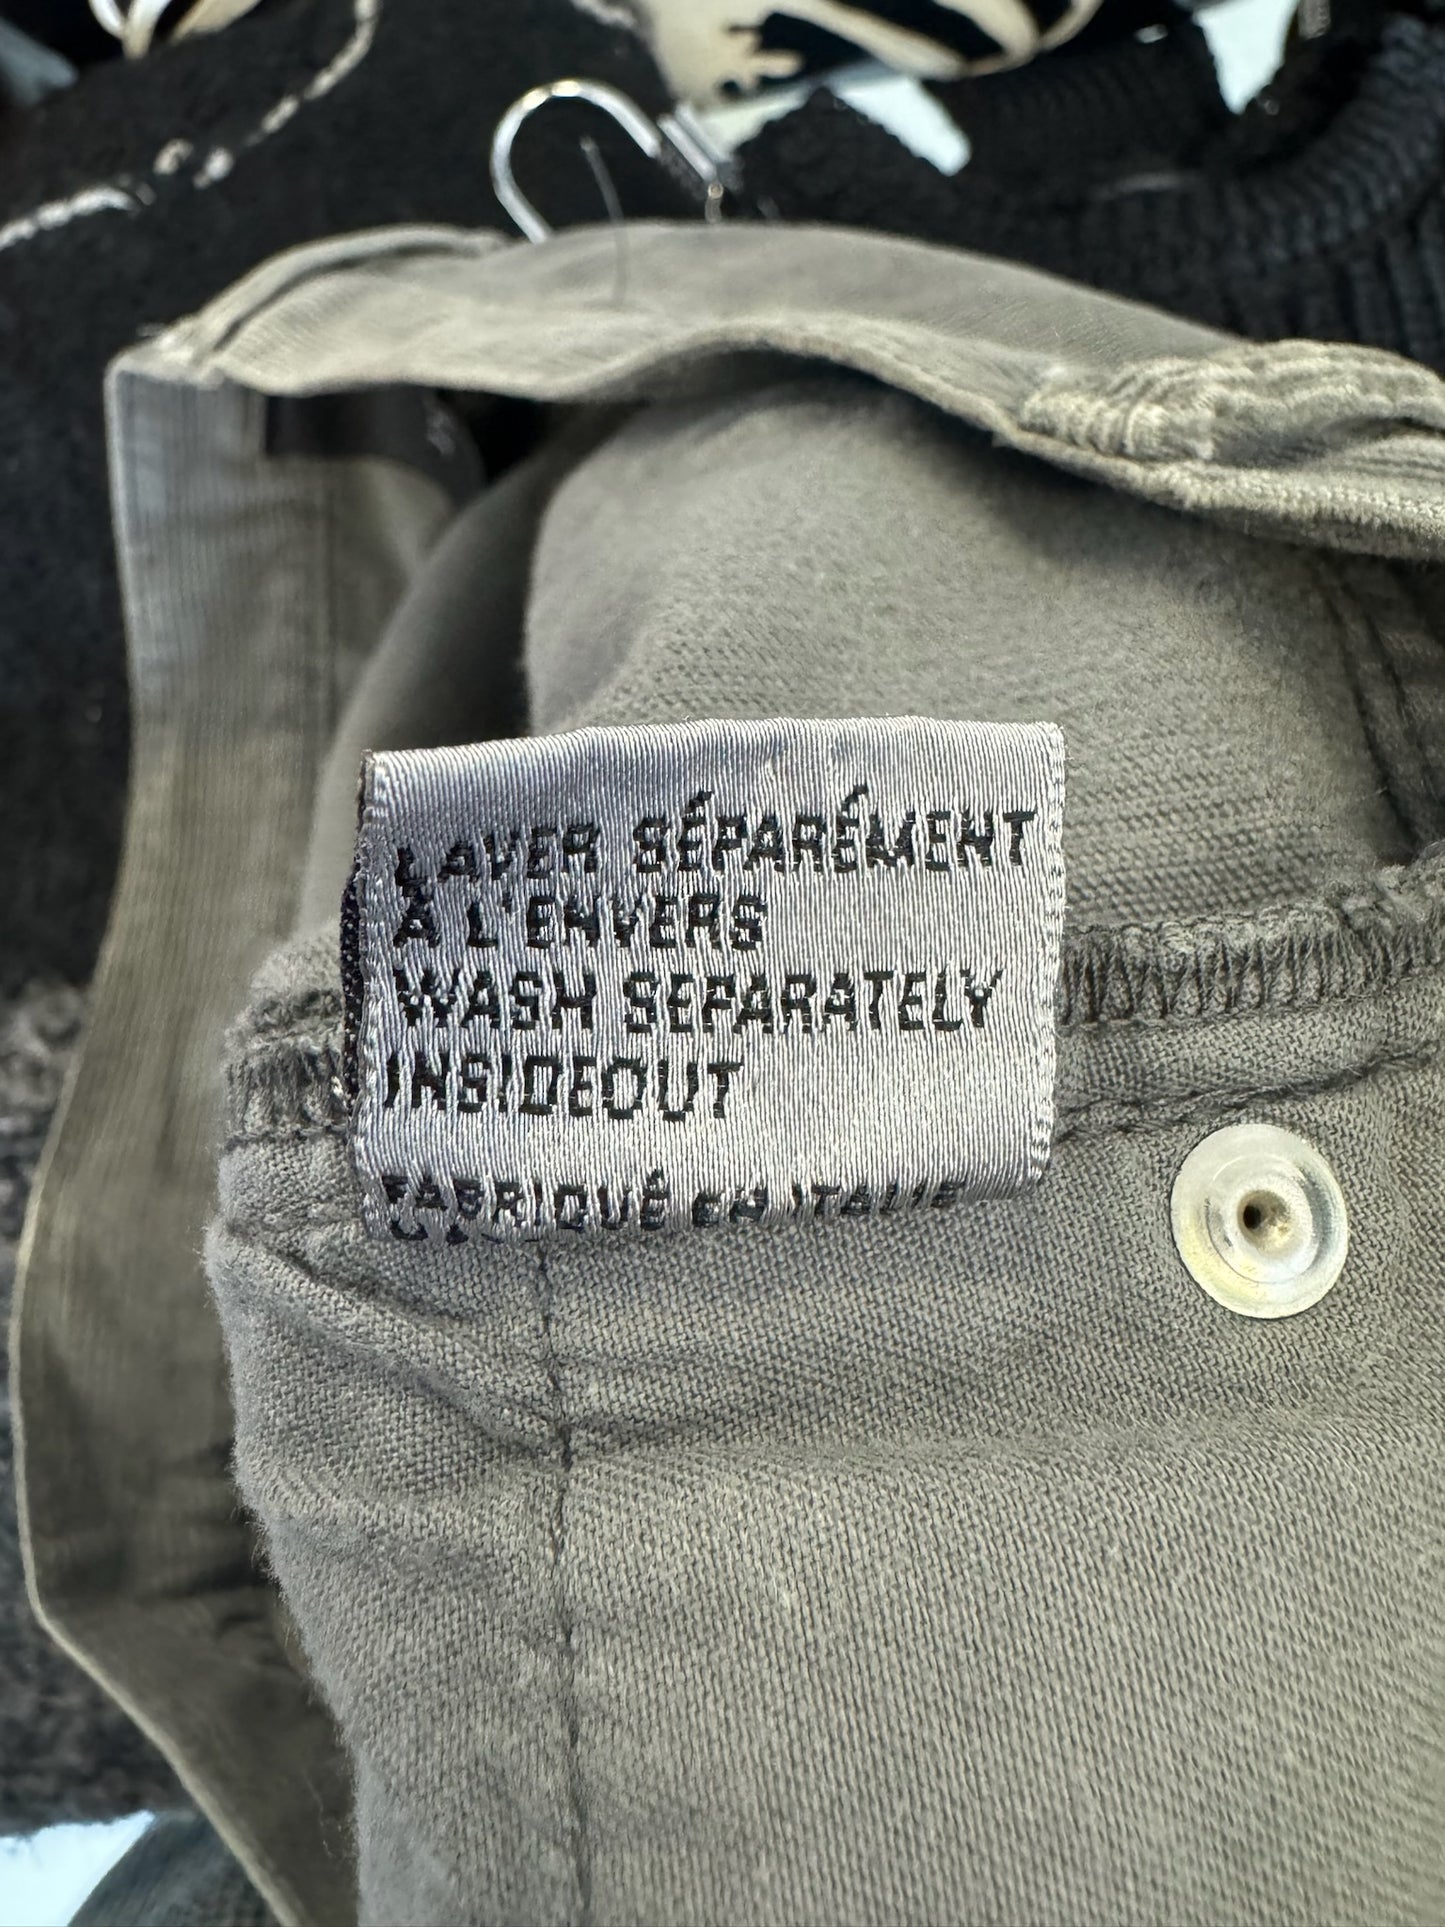 LAVER SÉPARÉMENT
À L'ENVERS
WASH SEPARATELY
INSIDEOUT
FABRIQUÉ EN ITALIE